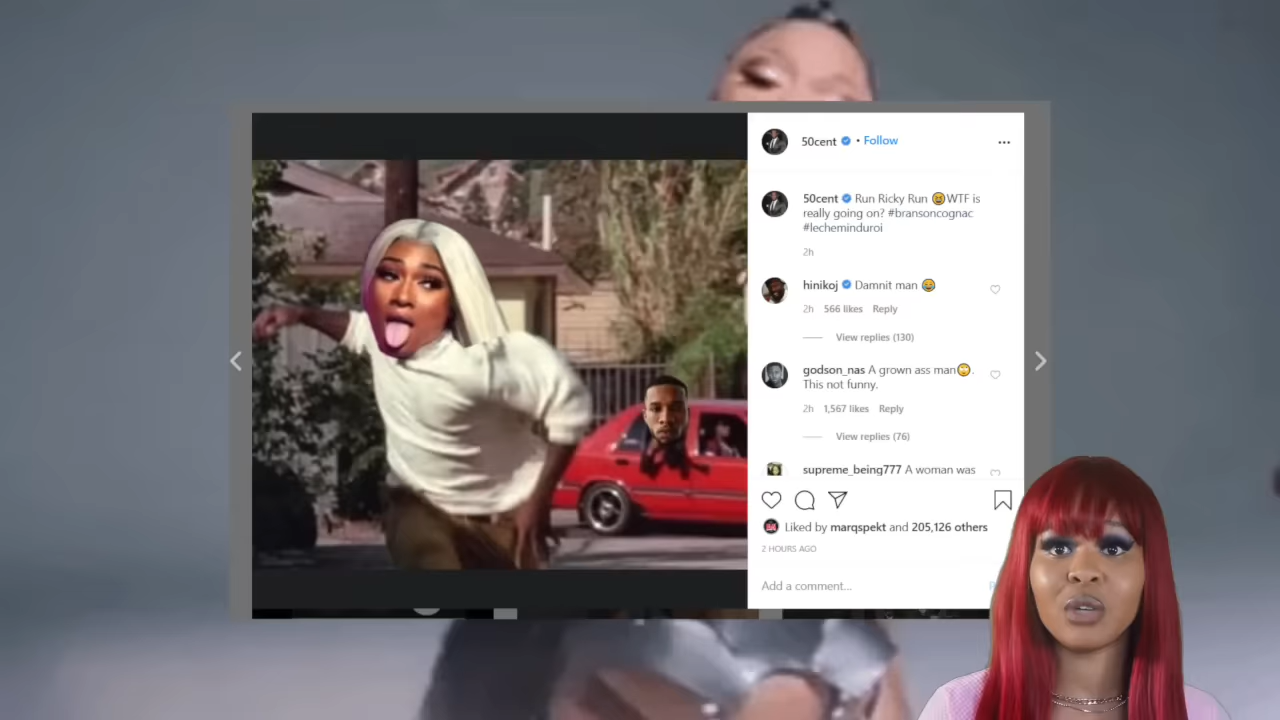 50cent • Follow
50cent Run Ricky Run 😆WTF is
really going on? #bransoncognac
#lecheminduroi
2h
hinikoj Damnit man 😂
2h 566 likes Reply
View replies (130)
godson_nas A grown ass man🙄.
This not funny.
2h 1,567 likes Reply
View replies (76)
supreme_being777 A woman was
Liked by marqspekt and 205,126 others
2 HOURS AGO
Add a comment...